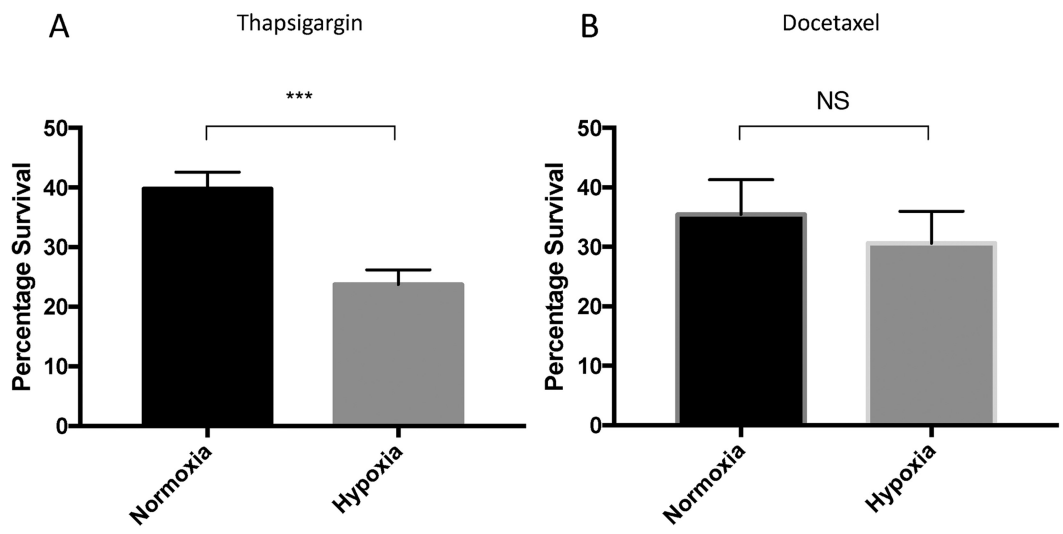 A
Thapsigargin
***
Percentage Survival
50
40
30
20
10
0
Normoxia
Hypoxia
B
Docetaxel
NS
Percentage Survival
50
40
30
20
10
0
Normoxia
Hypoxia